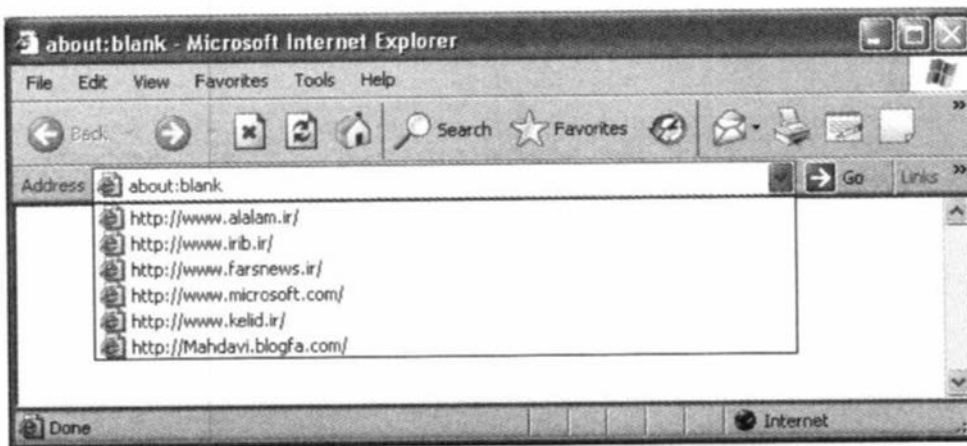 about:blank - Microsoft Internet Explorer
File Edit View Favorites Tools Help
Back Search Favorites »
Address about:blank Go Links »
http://www.alalam.ir/
http://www.irib.ir/
http://www.farsnews.ir/
http://www.microsoft.com/
http://www.kelid.ir/
http://Mahdavi.blogfa.com/
Done Internet